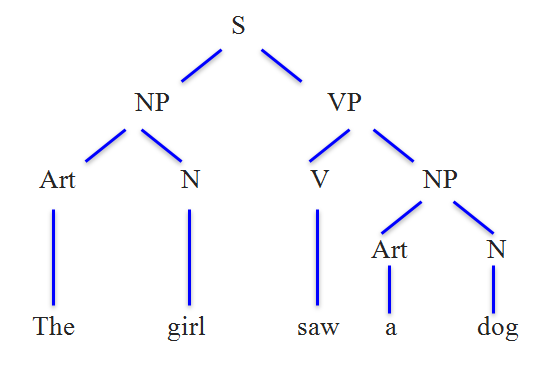 S
NP VP
Art N V NP
Art N
The girl saw a dog